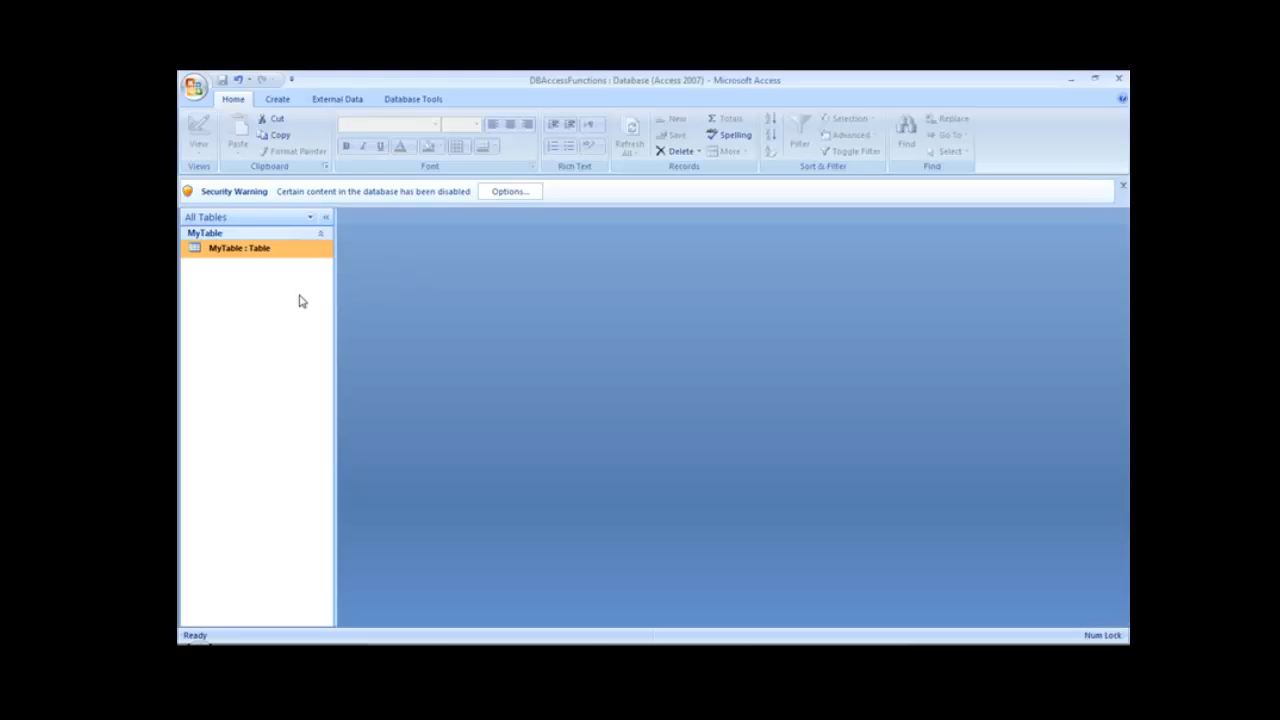 DBAccessFunctions : Database (Access 2007) - Microsoft Access
Home Create External Data Database Tools
View Paste Cut Copy Format Painter
B I U A
Refresh All New Save Delete Totals Spelling More
Filter Selection Advanced Toggle Filter
Find Replace Go To Select
Views Clipboard Font Rich Text Records Sort & Filter Find
Security Warning Certain content in the database has been disabled Options...
All Tables
MyTable
MyTable : Table
Ready Num Lock